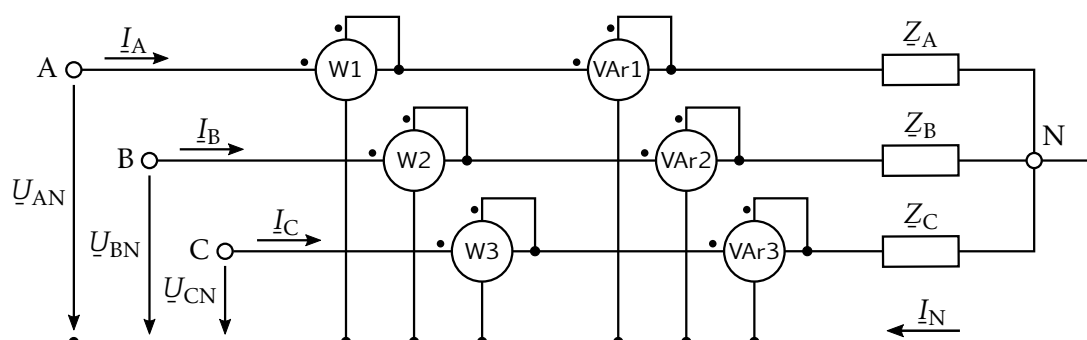 I_A
Z_A
A
W1
VAr1
I_B
Z_B
N
B
W2
VAr2
U_AN
I_C
Z_C
U_BN
C
W3
VAr3
U_CN
I_N